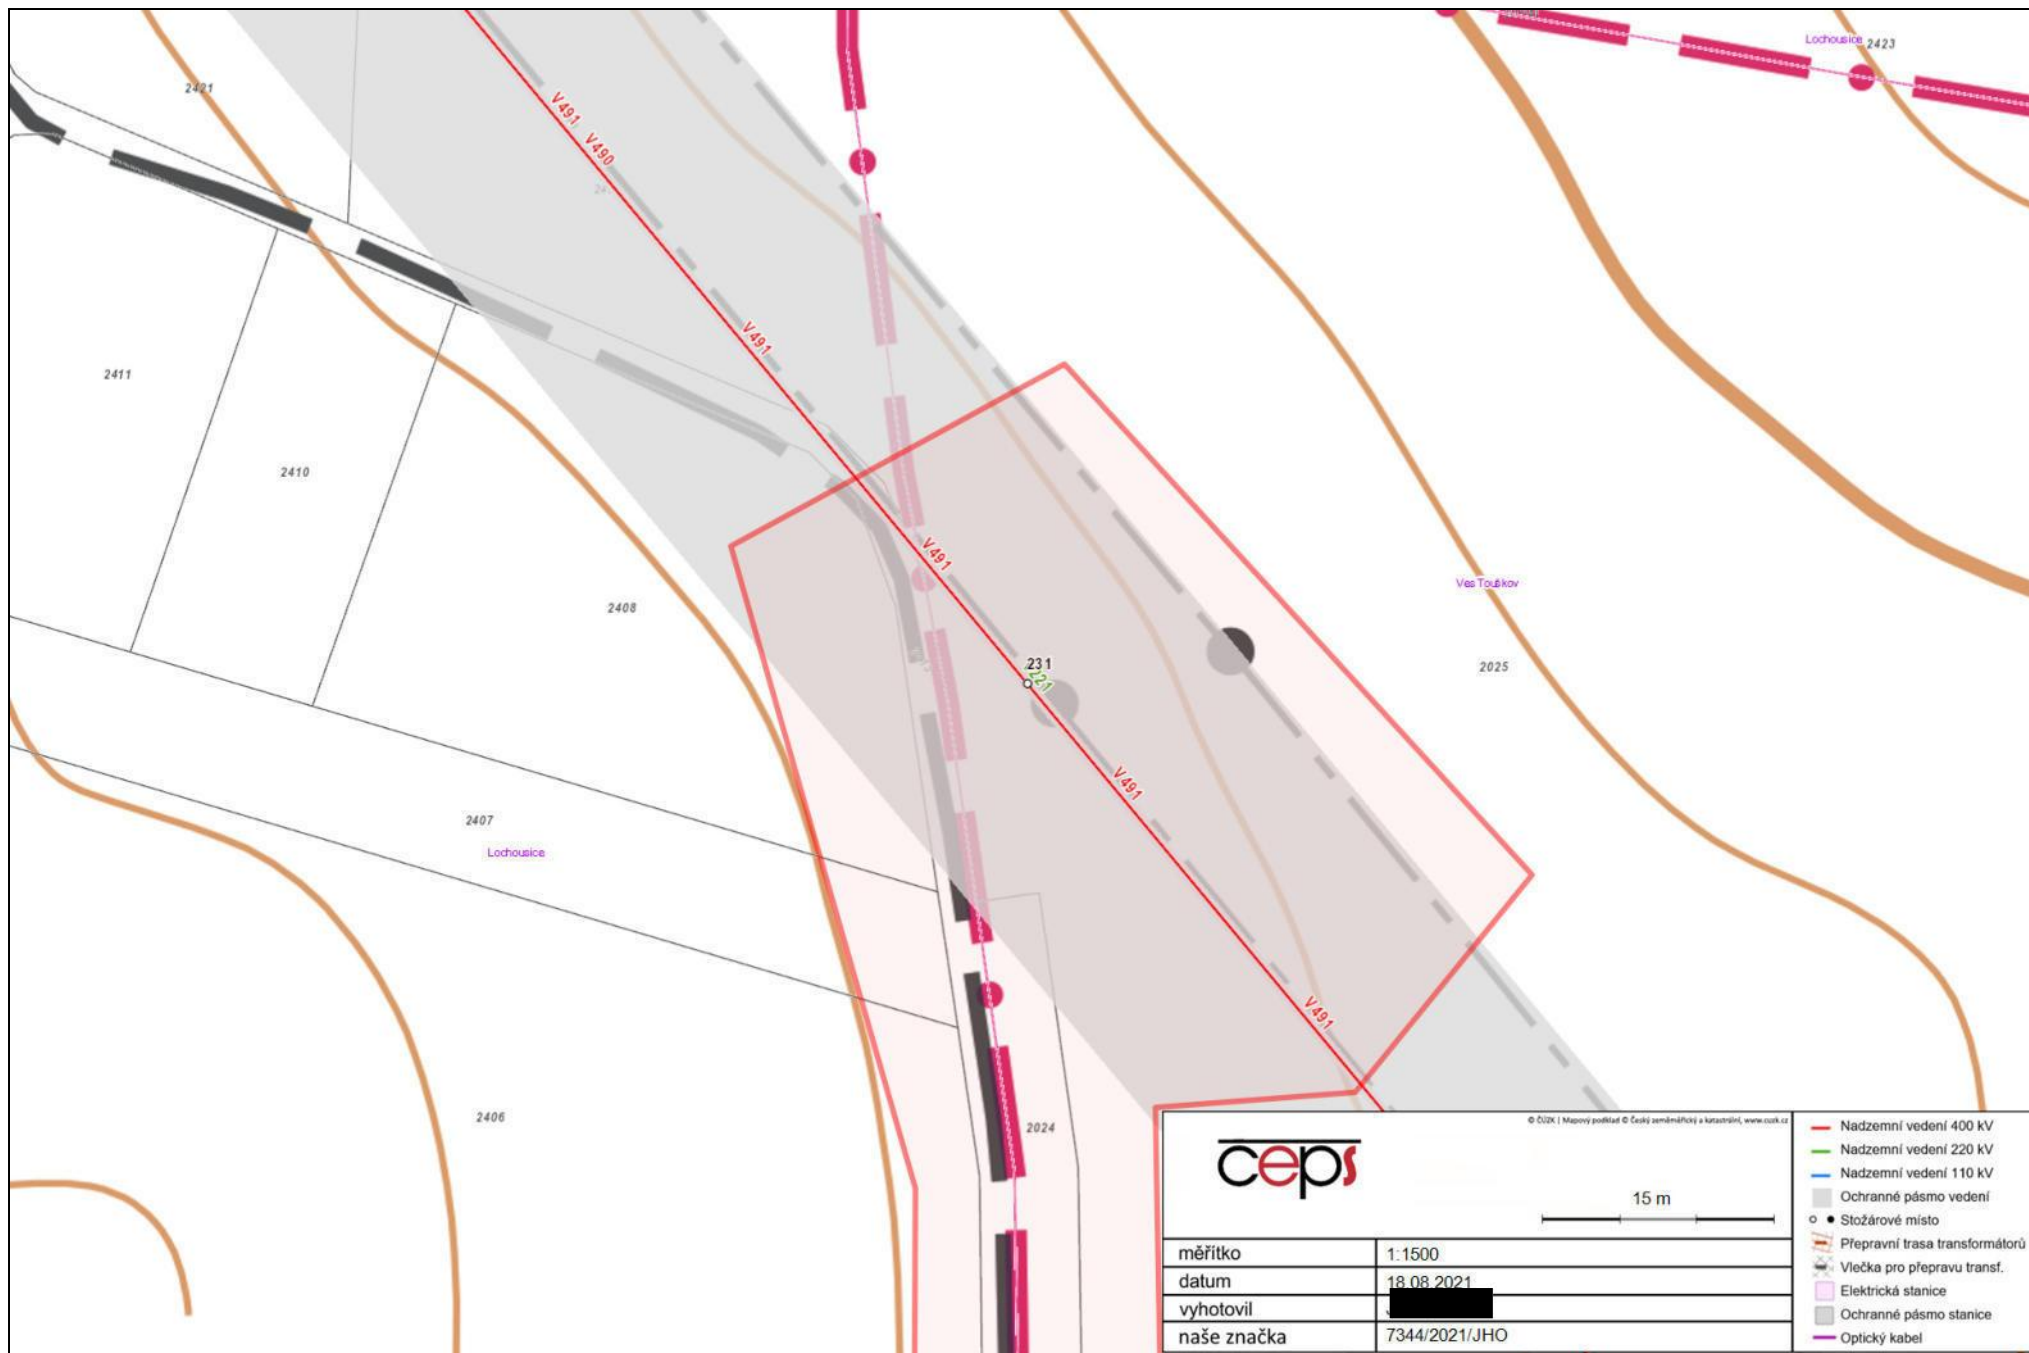 Lochousice 2423
2421
V491
V490
V491
2411
2410
V491
Ves Touškov
2408
231
221
2025
V491
2407
Lochousice
V491
2406
2024
© ČÚZK | Mapový podklad © Český zeměměřický a katastrální, www.cuzk.cz
čeps
15 m
měřítko 1:1500
datum 18.08.2021
vyhotovil
naše značka 7344/2021/JHO
Nadzemní vedení 400 kV
Nadzemní vedení 220 kV
Nadzemní vedení 110 kV
Ochranné pásmo vedení
Stožárové místo
Přepravní trasa transformátorů
Vlečka pro přepravu transf.
Elektrická stanice
Ochranné pásmo stanice
Optický kabel